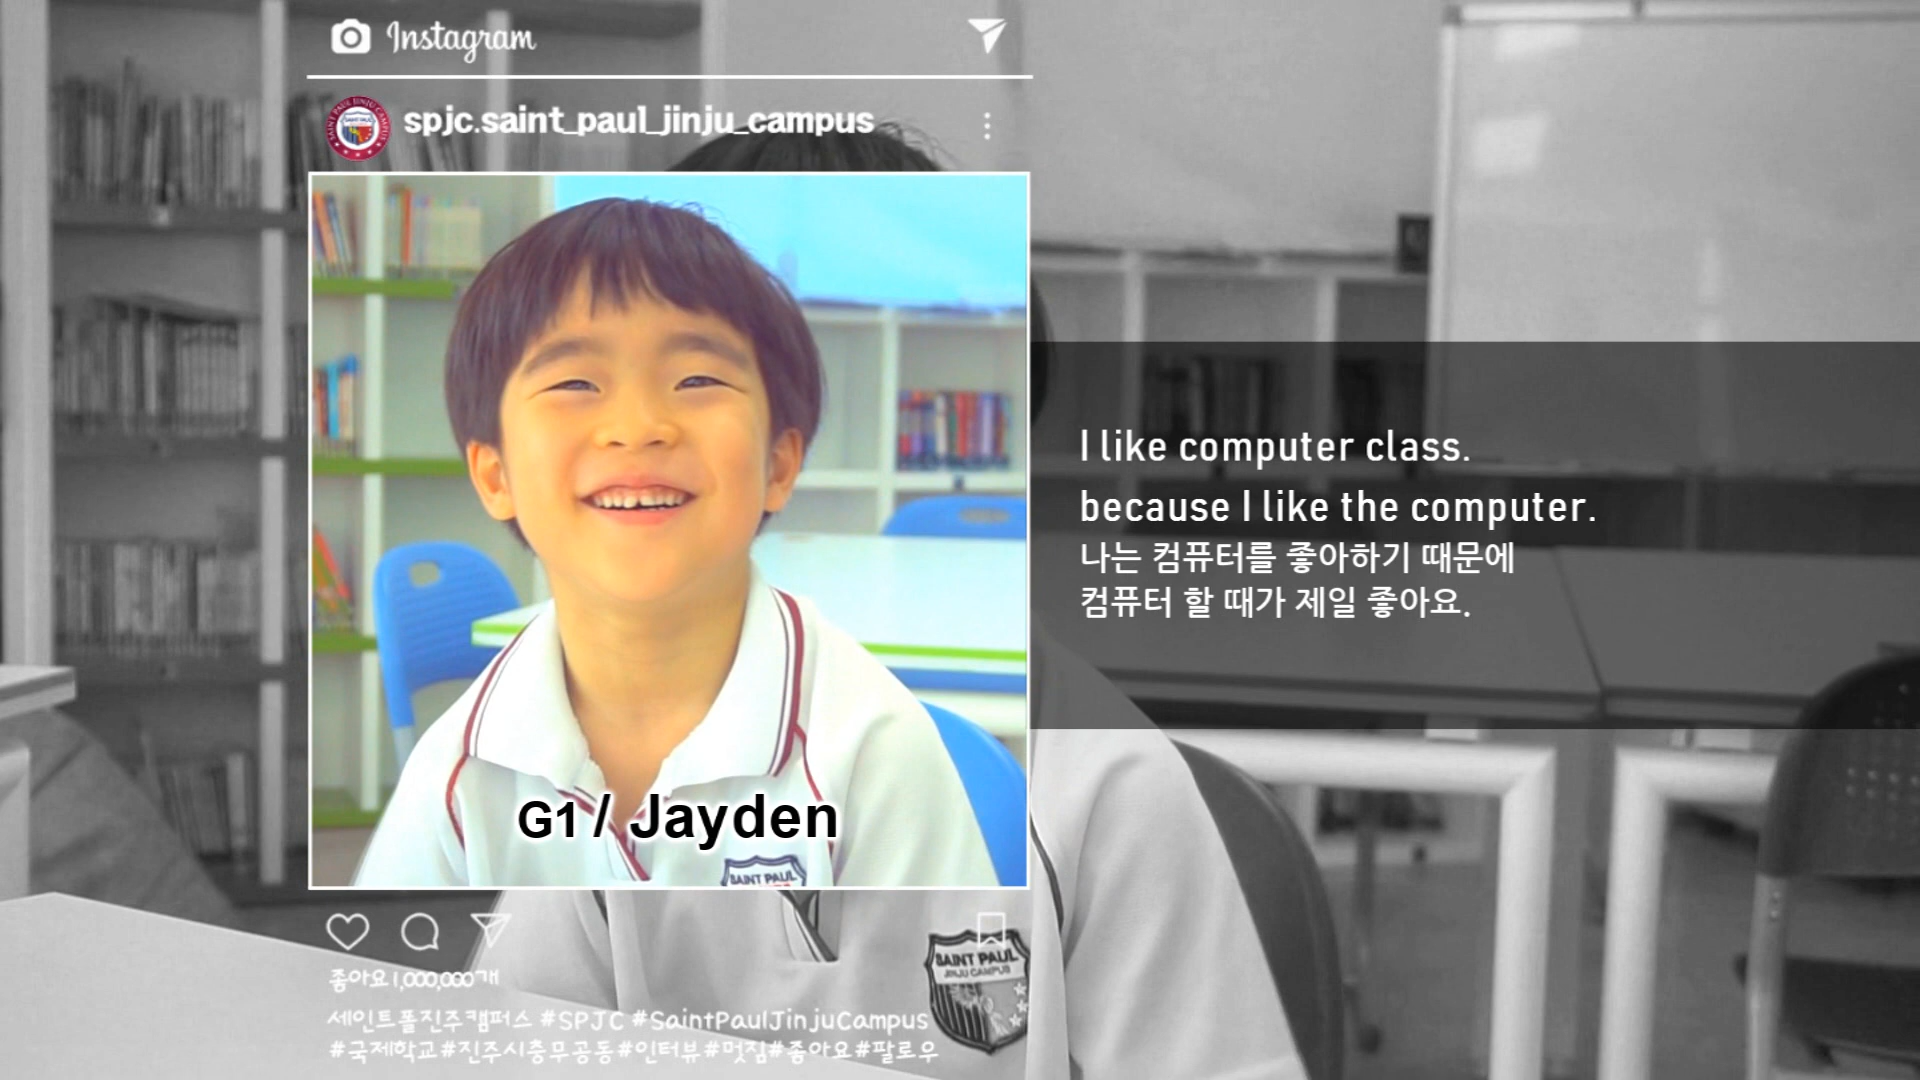 Instagram
spjc.saint_paul_jinju_campus
I like computer class.
because I like the computer.
나는 컴퓨터를 좋아하기 때문에
컴퓨터 할 때가 제일 좋아요.
G1 / Jayden
SAINT PAUL
SAINT PAUL
JINJU CAMPUS
좋아요 1,000,000개
세인트폴진주캠퍼스 #SPJC #SaintPaulJinjuCampus
#국제학교#진주시충무공동#인터뷰#멋짐#좋아요#팔로우